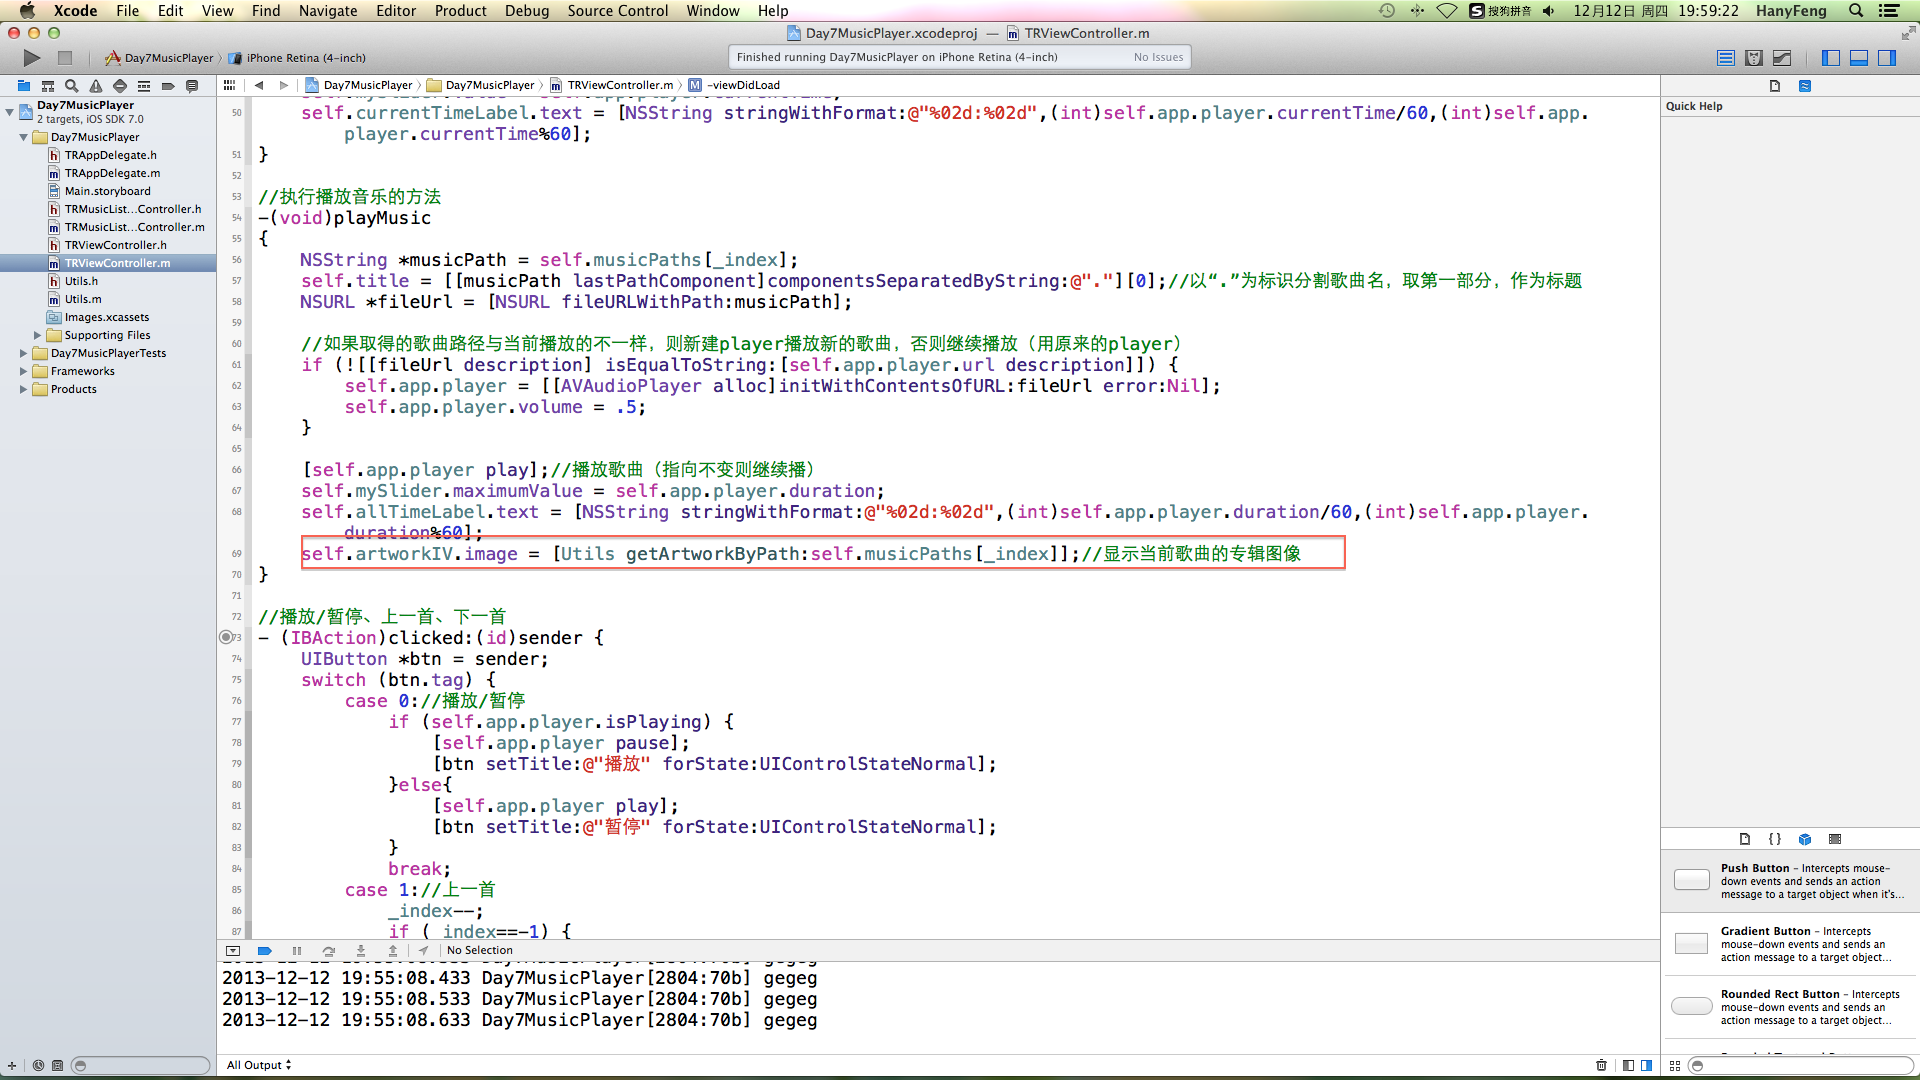 Xcode File Edit View Find Navigate Editor Product Debug Source Control Window Help
S 搜狗拼音 12月12日 周四 19:59:22 HanyFeng
Day7MusicPlayer.xcodeproj — TRViewController.m
Day7MusicPlayer iPhone Retina (4-inch)
Finished running Day7MusicPlayer on iPhone Retina (4-inch) No Issues
Day7MusicPlayer Day7MusicPlayer TRViewController.m M -viewDidLoad
Day7MusicPlayer
2 targets, iOS SDK 7.0
Day7MusicPlayer
h TRAppDelegate.h
m TRAppDelegate.m
Main.storyboard
h TRMusicList...Controller.h
m TRMusicList...Controller.m
h TRViewController.h
m TRViewController.m
h Utils.h
m Utils.m
Images.xcassets
Supporting Files
Day7MusicPlayerTests
Frameworks
Products
50 self.currentTimeLabel.text = [NSString stringWithFormat:@"%02d:%02d",(int)self.app.player.currentTime/60,(int)self.app.
player.currentTime%60];
51 }
52
53 //执行播放音乐的方法
54 -(void)playMusic
55 {
56 NSString *musicPath = self.musicPaths[_index];
57 self.title = [[musicPath lastPathComponent]componentsSeparatedByString:@"."][0];//以“.”为标识分割歌曲名，取第一部分，作为标题
58 NSURL *fileUrl = [NSURL fileURLWithPath:musicPath];
59
60 //如果取得的歌曲路径与当前播放的不一样，则新建player播放新的歌曲，否则继续播放（用原来的player）
61 if (![[fileUrl description] isEqualToString:[self.app.player.url description]]) {
62 self.app.player = [[AVAudioPlayer alloc]initWithContentsOfURL:fileUrl error:Nil];
63 self.app.player.volume = .5;
64 }
65
66 [self.app.player play];//播放歌曲（指向不变则继续播）
67 self.mySlider.maximumValue = self.app.player.duration;
68 self.allTimeLabel.text = [NSString stringWithFormat:@"%02d:%02d",(int)self.app.player.duration/60,(int)self.app.player.
duration%60];
69 self.artworkIV.image = [Utils getArtworkByPath:self.musicPaths[_index]];//显示当前歌曲的专辑图像
70 }
71
72 //播放/暂停、上一首、下一首
73 - (IBAction)clicked:(id)sender {
74 UIButton *btn = sender;
75 switch (btn.tag) {
76 case 0://播放/暂停
77 if (self.app.player.isPlaying) {
78 [self.app.player pause];
79 [btn setTitle:@"播放" forState:UIControlStateNormal];
80 }else{
81 [self.app.player play];
82 [btn setTitle:@"暂停" forState:UIControlStateNormal];
83 }
84 break;
85 case 1://上一首
86 _index--;
87 if (_index==-1) {
No Selection
2013-12-12 19:55:08.433 Day7MusicPlayer[2804:70b] gegeg
2013-12-12 19:55:08.533 Day7MusicPlayer[2804:70b] gegeg
2013-12-12 19:55:08.633 Day7MusicPlayer[2804:70b] gegeg
All Output
Quick Help
{ }
Push Button - Intercepts mouse-
down events and sends an action
message to a target object when it's...
Gradient Button - Intercepts
mouse-down events and sends an
action message to a target object...
Rounded Rect Button - Intercepts
mouse-down events and sends an
action message to a target object...